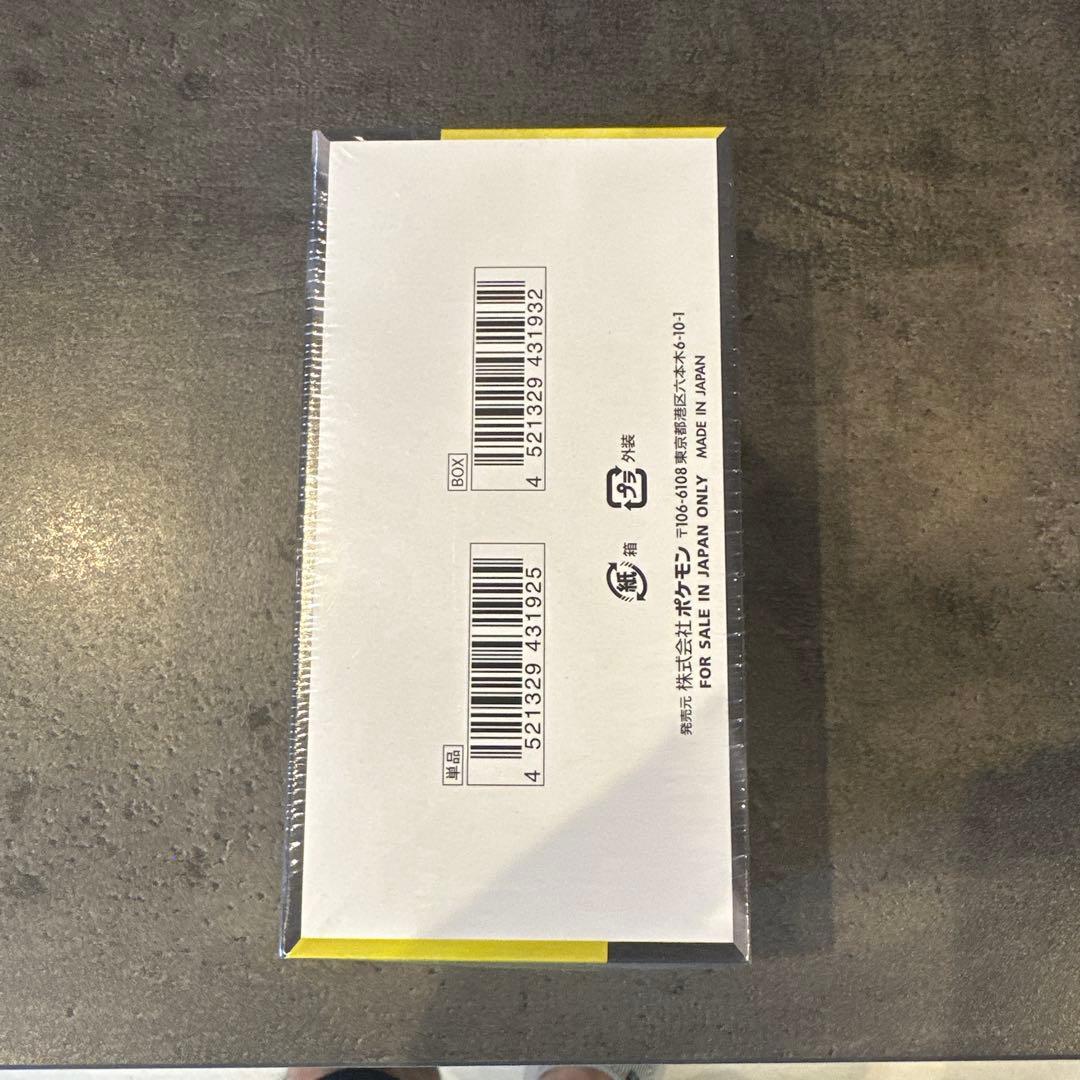 単品
4 521329 431925
BOX
4 521329 431932
紙 箱
プラ 外装
発売元 株式会社ポケモン 〒106-6108 東京都港区六本木6-10-1
FOR SALE IN JAPAN ONLY MADE IN JAPAN